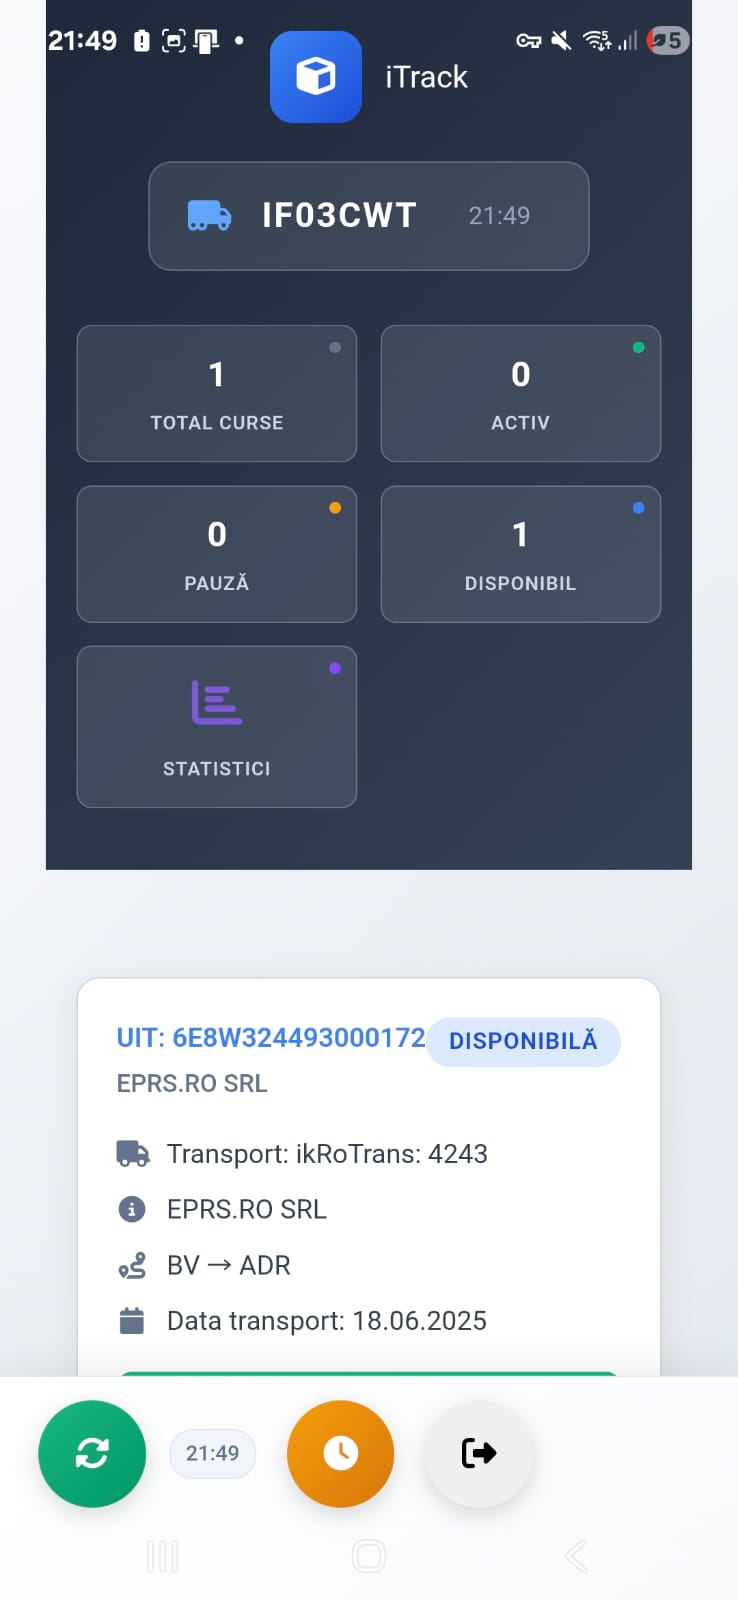 21:49
5
iTrack
IF03CWT 21:49
1
TOTAL CURSE
0
ACTIV
0
PAUZĂ
1
DISPONIBIL
STATISTICI
UIT: 6E8W324493000172
DISPONIBILĂ
EPRS.RO SRL
Transport: ikRoTrans: 4243
EPRS.RO SRL
BV → ADR
Data transport: 18.06.2025
21:49